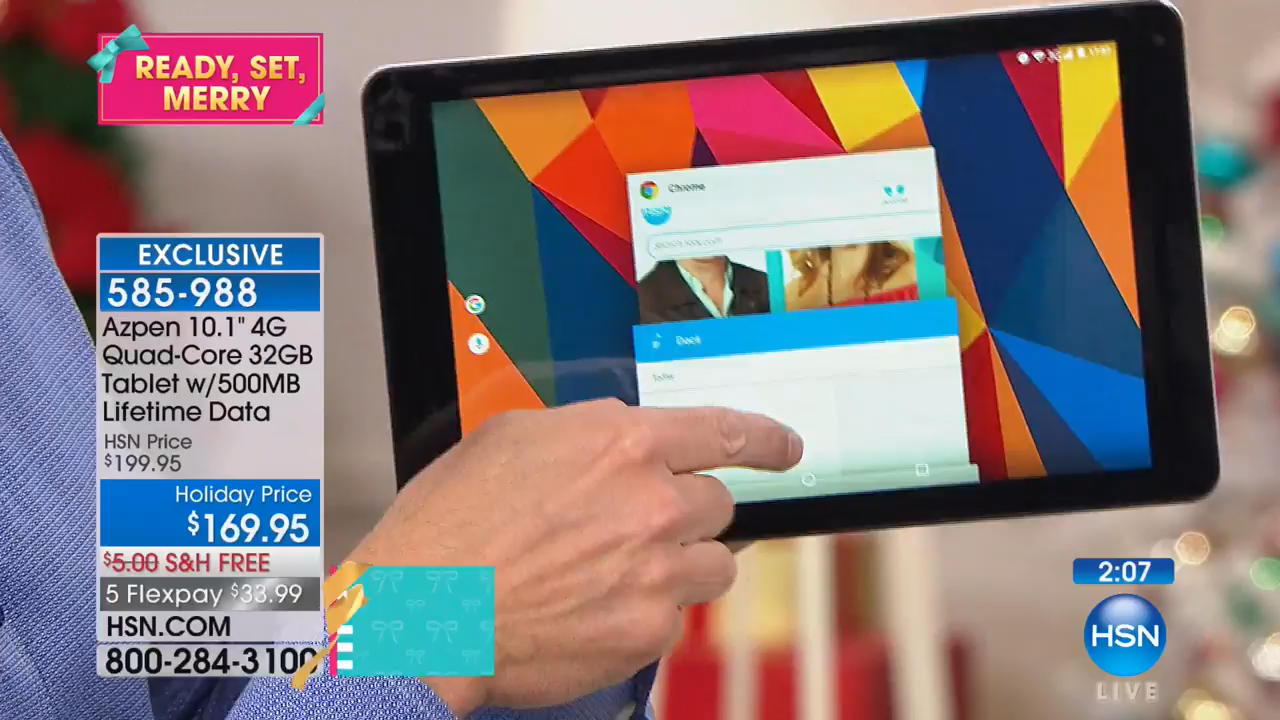 READY, SET,
MERRY
EXCLUSIVE
585-988
Azpen 10.1" 4G
Quad-Core 32GB
Tablet w/500MB
Lifetime Data
HSN Price
$199.95
Holiday Price
$169.95
$5.00 S&H FREE
5 Flexpay $33.99
HSN.COM
800-284-3100
Chrome
HSN
2:07
HSN
LIVE